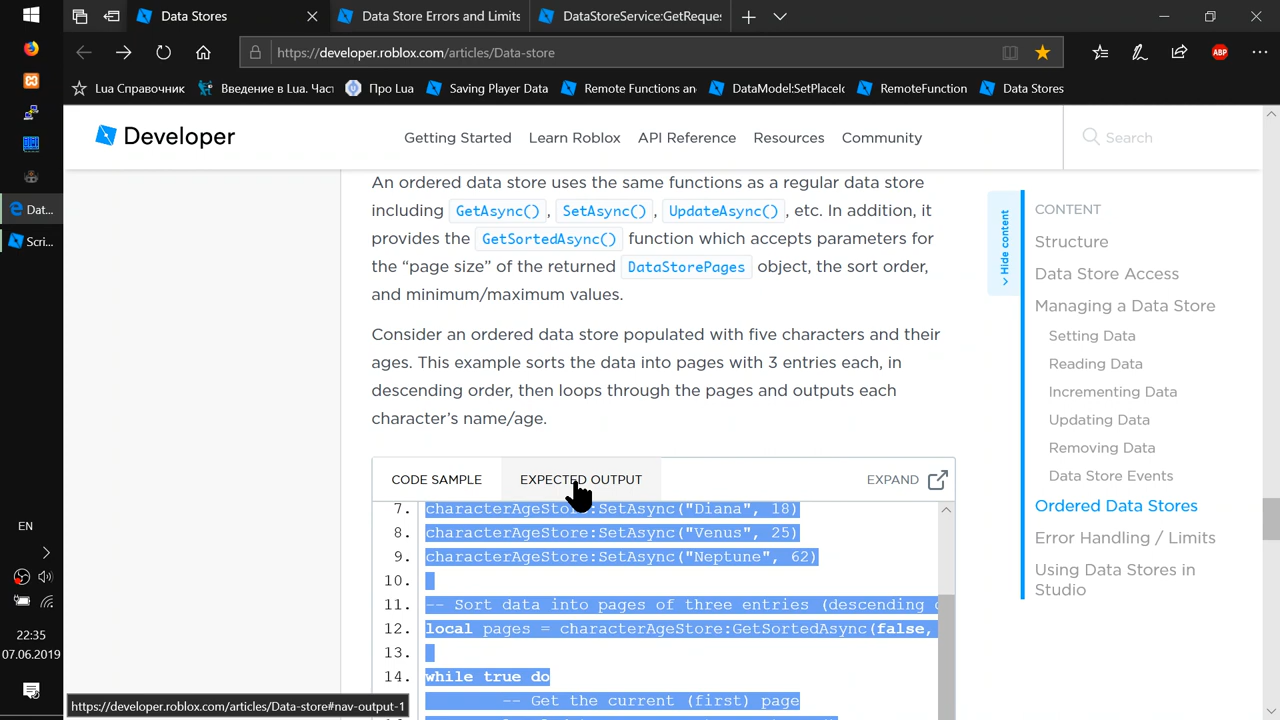 Data Stores
Data Store Errors and Limits
DataStoreService:GetReques
https://developer.roblox.com/articles/Data-store
ABP
Lua Справочник
Введение в Lua. Част
Про Lua
Saving Player Data
Remote Functions an
DataModel:SetPlaceId
RemoteFunction
Data Stores
Developer
Getting Started
Learn Roblox
API Reference
Resources
Community
Search
An ordered data store uses the same functions as a regular data store
including GetAsync() , SetAsync() , UpdateAsync() , etc. In addition, it
provides the GetSortedAsync() function which accepts parameters for
the “page size” of the returned DataStorePages object, the sort order,
and minimum/maximum values.
Consider an ordered data store populated with five characters and their
ages. This example sorts the data into pages with 3 entries each, in
descending order, then loops through the pages and outputs each
character’s name/age.
CODE SAMPLE
EXPECTED OUTPUT
EXPAND
7. characterAgeStore:SetAsync("Diana", 18)
8. characterAgeStore:SetAsync("Venus", 25)
9. characterAgeStore:SetAsync("Neptune", 62)
10.
11. -- Sort data into pages of three entries (descending
12. local pages = characterAgeStore:GetSortedAsync(false,
13.
14. while true do
-- Get the current (first) page
Hide content
CONTENT
Structure
Data Store Access
Managing a Data Store
Setting Data
Reading Data
Incrementing Data
Updating Data
Removing Data
Data Store Events
Ordered Data Stores
Error Handling / Limits
Using Data Stores in
Studio
Dat...
Scri...
EN
22:35
07.06.2019
https://developer.roblox.com/articles/Data-store#nav-output-1